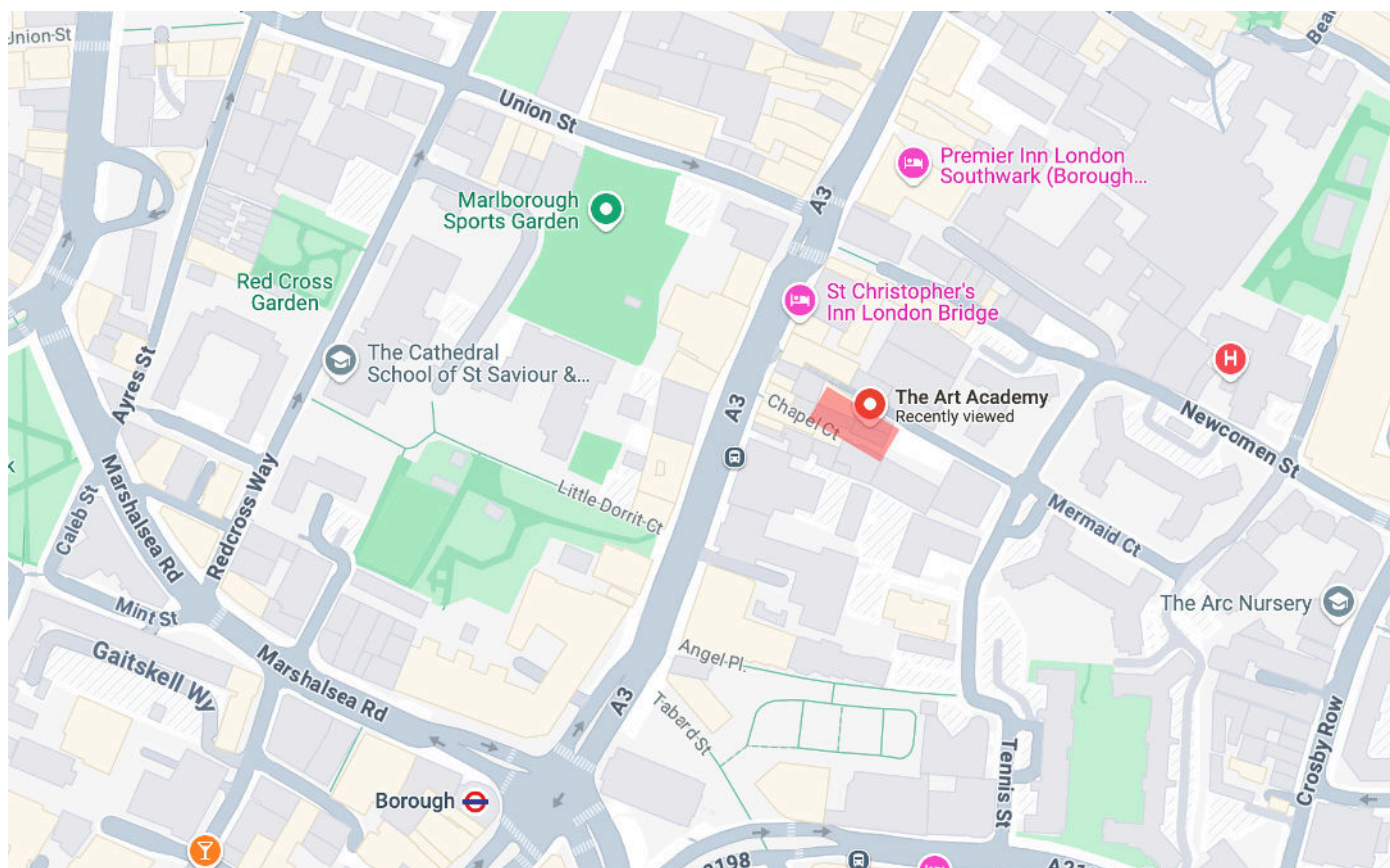 Union St
Bear
Union St
Premier Inn London
Southwark (Borough...
A3
Marlborough
Sports Garden
Red Cross
Garden
St Christopher's
Inn London Bridge
The Cathedral
School of St Saviour &...
Ayres St
A3
Chapel Ct
The Art Academy
Recently viewed
H
Newcomen St
k
Caleb St
Marshalsea Rd
Redcross Way
Little Dorrit Ct
Mermaid Ct
Mint St
The Arc Nursery
Gaitskell Wy
Marshalsea Rd
Angel Pl
A3
Tabard St
Tennis St
Crosby Row
Borough